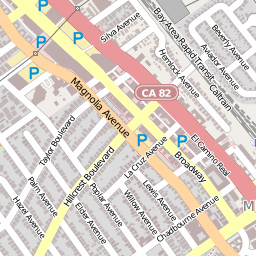 P
Silva Avenue
Bay Area Rapid Transit; Caltrain
Beverly Avenue
Aviador Avenue
Hemlock Avenue
P
P
P
Magnolia Avenue
CA 82
Taylor Boulevard
P
P
El Camino Real
Broadway
La Cruz Avenue
Hillcrest Boulevard
Palm Avenue
Hazel Avenue
Poplar Avenue
Elder Avenue
Lewis Avenue
Willow Avenue
Chadbourne Avenue
P
M